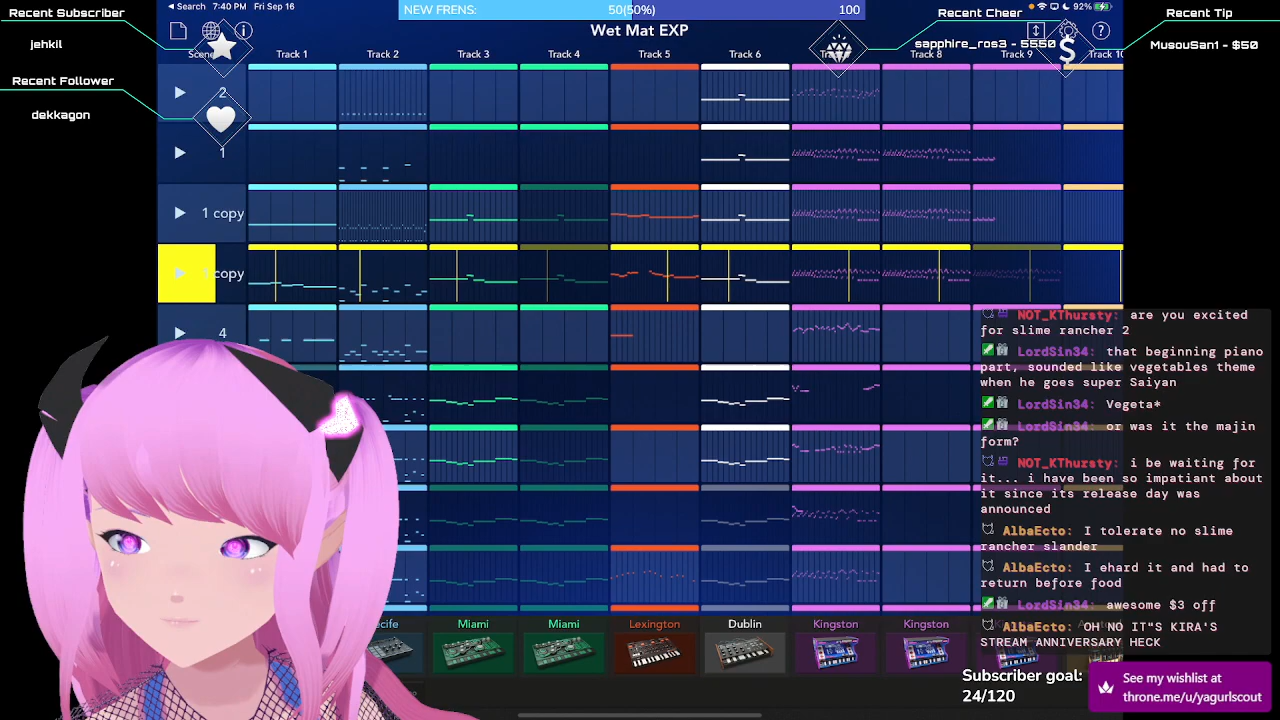 Recent Subscriber
jehkil
Recent Follower
dekkagon
Search 7:40 PM Fri Sep 16
NEW FRENS: 50(50%) 100
92%
Wet Mat EXP
Recent Cheer
sapphire_ros3 - 5550
Recent Tip
MusouSan1 - $50
Track 1 Track 2 Track 3 Track 4 Track 5 Track 6 Track 8 Track 9 Track 10
2
1
1 copy
1 copy
4
NOT_KThursty: are you excited
for slime rancher 2
LordSin34: that beginning piano
part, sounded like vegetables theme
when he goes super Saiyan
LordSin34: Vegeta*
LordSin34: or was it the majin
form?
NOT_KThursty: i be waiting for
it... i have been so impatiant about
it since its release day was
announced
AlbaEcto: I tolerate no slime
rancher slander
AlbaEcto: I ehard it and had to
return before food
LordSin34: awesome $3 off
AlbaEcto: OH NO IT"S KIRA'S
STREAM ANNIVERSARY HECK
Miami Miami Lexington Dublin Kingston Kingston
Subscriber goal:
24/120
See my wishlist at
throne.me/u/yagurlscout